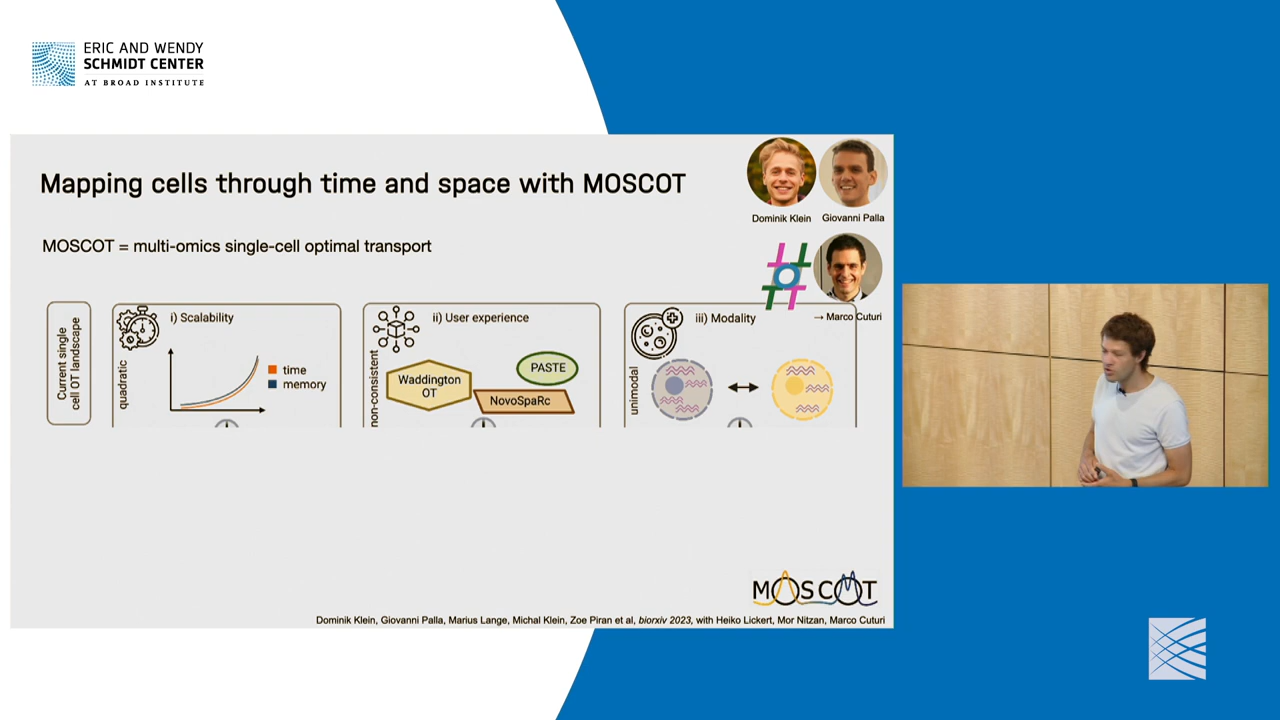 ERIC AND WENDY
SCHMIDT CENTER
AT BROAD INSTITUTE
Mapping cells through time and space with MOSCOT
Dominik Klein
Giovanni Palla
MOSCOT = multi-omics single-cell optimal transport
→ Marco Cuturi
Current single
cell OT landscape
i) Scalability
quadratic
time
memory
ii) User experience
non-consistent
Waddington
OT
PASTE
NovoSpaRc
iii) Modality
unimodal
MOSCOT
Dominik Klein, Giovanni Palla, Marius Lange, Michal Klein, Zoe Piran et al, biorxiv 2023, with Heiko Lickert, Mor Nitzan, Marco Cuturi